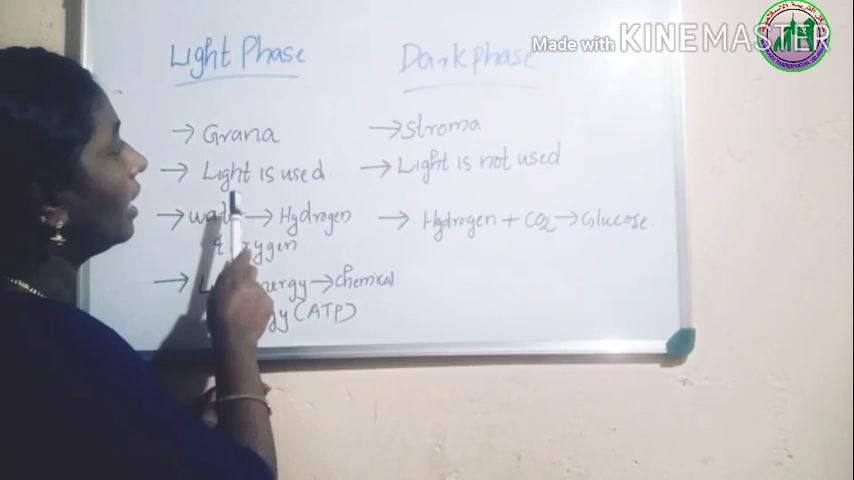 Light Phase
→ Grana
→ Light is used
→ → Hydrogen
&
→ → chemical
(ATP)
Dark phase
→ Stroma
→ Light is not used
→ Hydrogen + CO2 → Glucose
Made with KINEMASTER